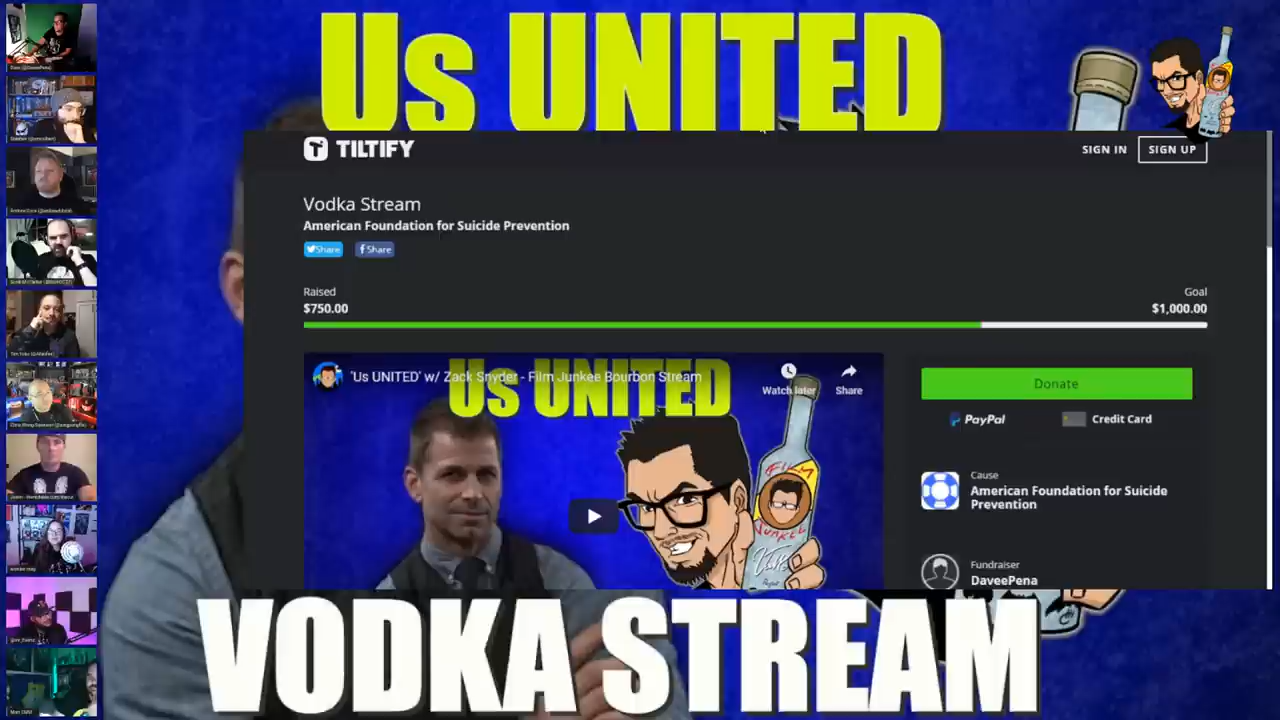 Us UNITED
TILTIFY
SIGN IN
SIGN UP
Vodka Stream
American Foundation for Suicide Prevention
Share
Share
Raised
$750.00
Goal
$1,000.00
'Us UNITED' w/ Zack Snyder - Film Junkee Bourbon Stream
Watch later
Share
Us UNITED
FILM
JUNKEE
Donate
PayPal
Credit Card
Cause
American Foundation for Suicide
Prevention
Fundraiser
DaveePena
VODKA STREAM